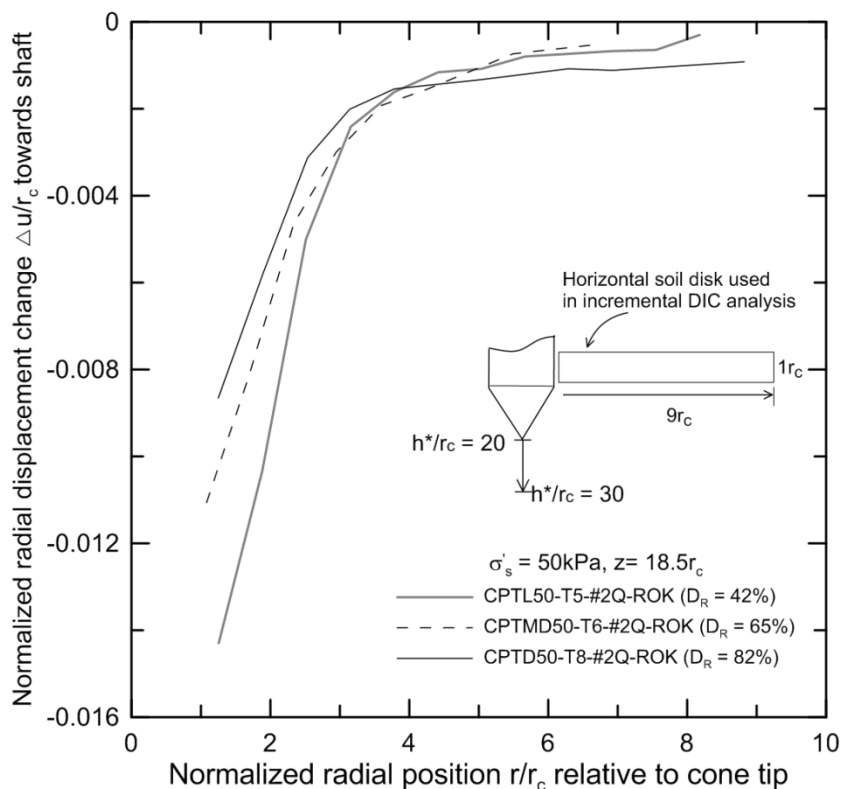 Normalized radial displacement change △u/r_c towards shaft
0
-0.004
-0.008
-0.012
-0.016
Horizontal soil disk used
in incremental DIC analysis
1r_c
9r_c
h*/r_c = 20
h*/r_c = 30
σ'_s = 50kPa, z= 18.5r_c
CPTL50-T5-#2Q-ROK (D_R = 42%)
CPTMD50-T6-#2Q-ROK (D_R = 65%)
CPTD50-T8-#2Q-ROK (D_R = 82%)
0 2 4 6 8 10
Normalized radial position r/r_c relative to cone tip